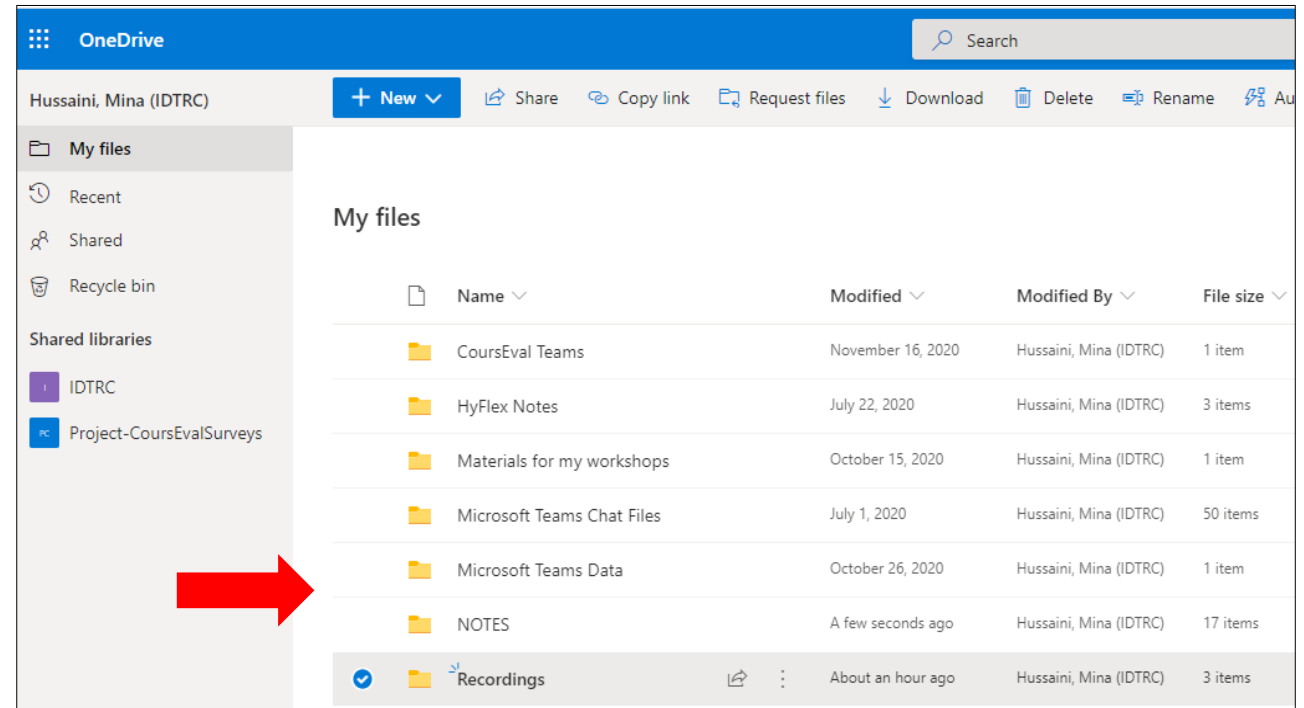 OneDrive
Search
Hussaini, Mina (IDTRC)
New
Share
Copy link
Request files
Download
Delete
Rename
Au
My files
Recent
Shared
Recycle bin
Shared libraries
I IDTRC
PC Project-CoursEvalSurveys
My files
Name Modified Modified By File size
CoursEval Teams November 16, 2020 Hussaini, Mina (IDTRC) 1 item
HyFlex Notes July 22, 2020 Hussaini, Mina (IDTRC) 3 items
Materials for my workshops October 15, 2020 Hussaini, Mina (IDTRC) 1 item
Microsoft Teams Chat Files July 1, 2020 Hussaini, Mina (IDTRC) 50 items
Microsoft Teams Data October 26, 2020 Hussaini, Mina (IDTRC) 1 item
NOTES A few seconds ago Hussaini, Mina (IDTRC) 17 items
Recordings About an hour ago Hussaini, Mina (IDTRC) 3 items